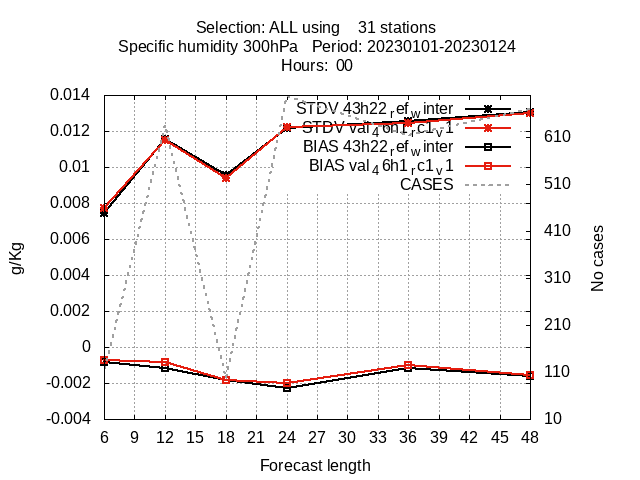 Selection: ALL using    31 stations
Specific humidity 300hPa   Period: 20230101-20230124
Hours:  00
0.014
0.012
0.01
0.008
0.006
0.004
0.002
0
-0.002
-0.004
g/Kg
STDV 43h22_ref_winter
STDV val_46h1_rc1_v1
BIAS 43h22_ref_winter
BIAS val_46h1_rc1_v1
CASES
610
510
410
310
210
110
10
No cases
6 9 12 15 18 21 24 27 30 33 36 39 42 45 48
Forecast length